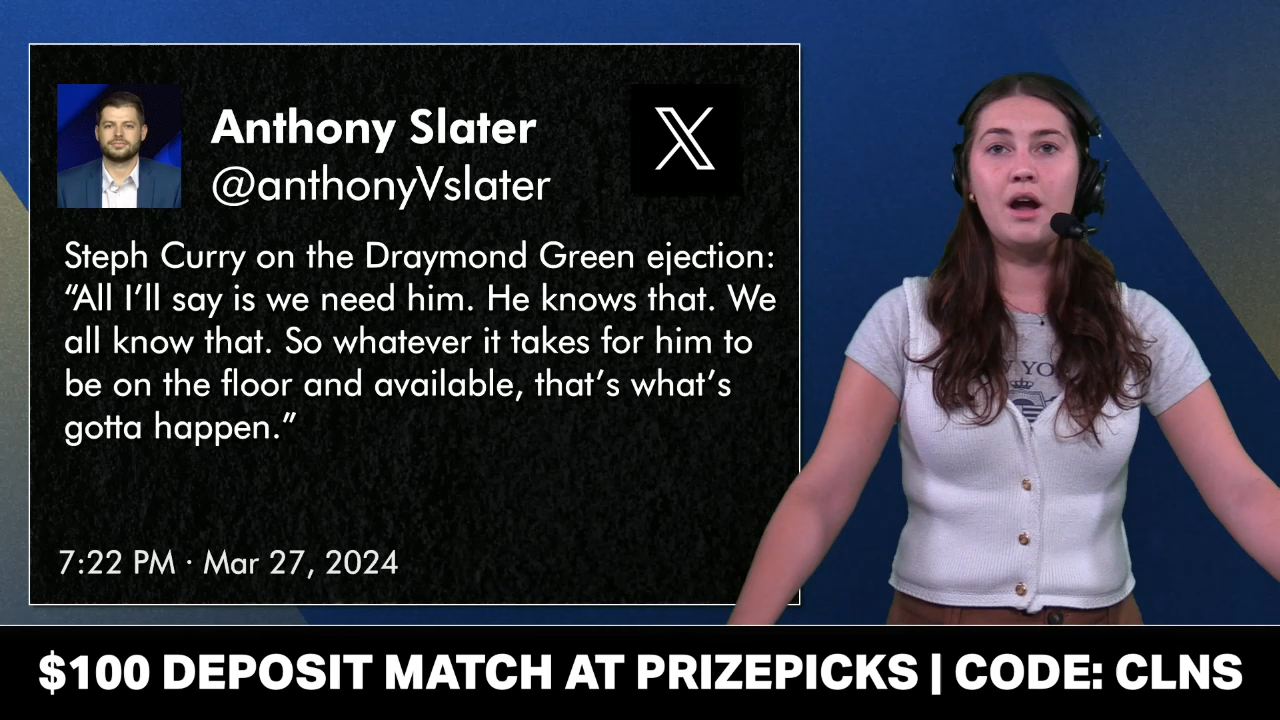 Anthony Slater
@anthonyVslater
Steph Curry on the Draymond Green ejection:
“All I’ll say is we need him. He knows that. We
all know that. So whatever it takes for him to
be on the floor and available, that’s what’s
gotta happen.”
7:22 PM · Mar 27, 2024
$100 DEPOSIT MATCH AT PRIZEPICKS | CODE: CLNS